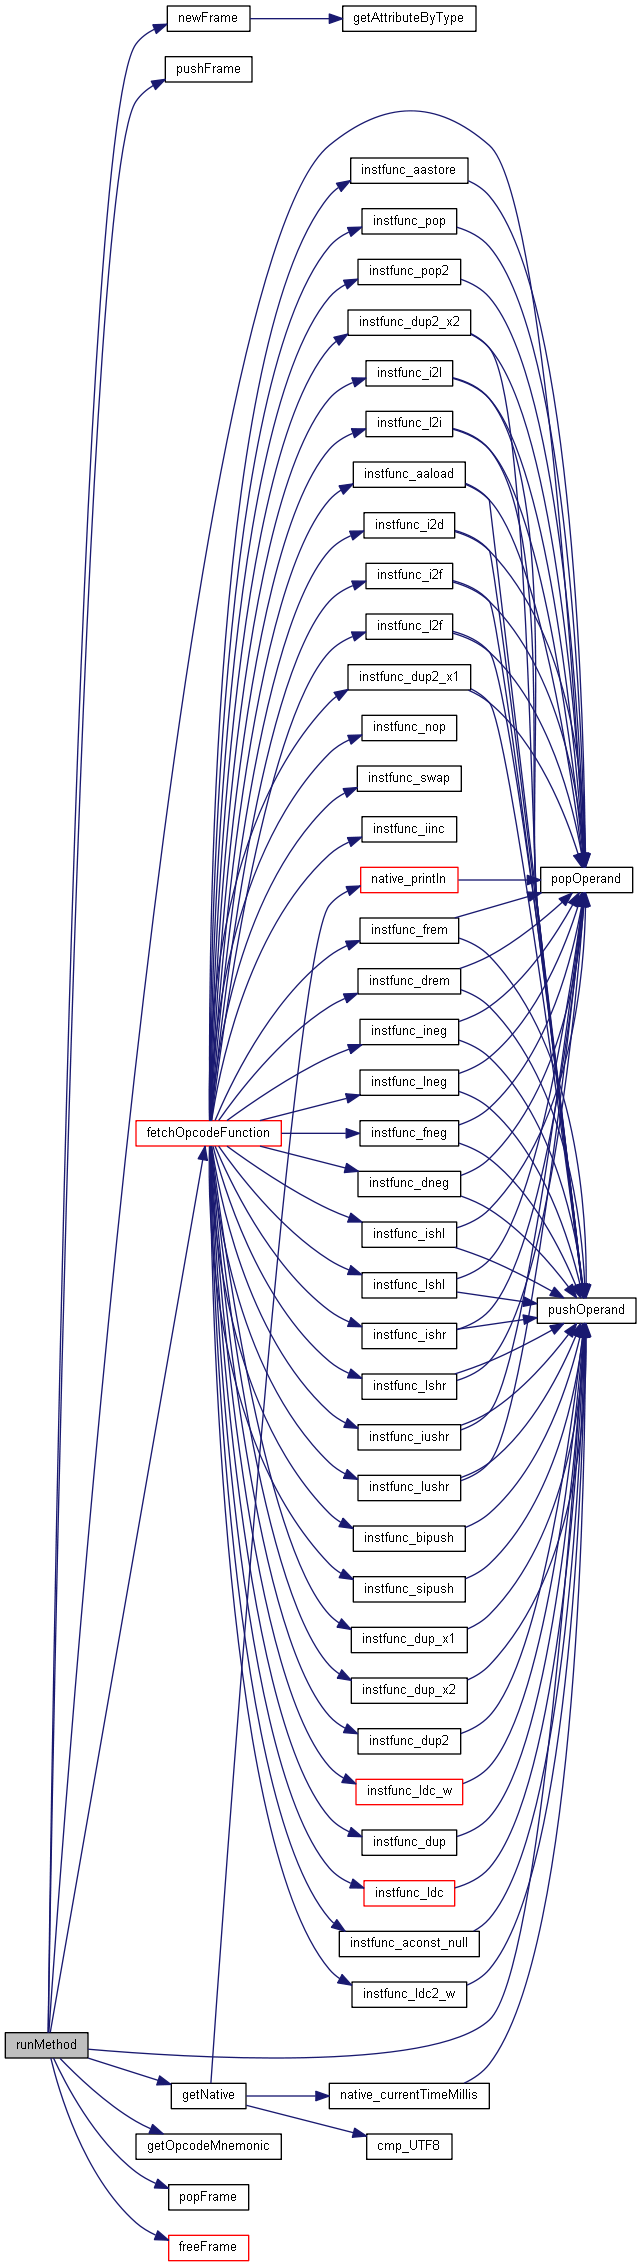 newFrame
getAttributeByType
pushFrame
instfunc_aastore
instfunc_pop
instfunc_pop2
instfunc_dup2_x2
instfunc_i2l
instfunc_l2i
instfunc_aaload
instfunc_i2d
instfunc_i2f
instfunc_l2f
instfunc_dup2_x1
instfunc_nop
instfunc_swap
instfunc_iinc
native_println
popOperand
instfunc_frem
instfunc_drem
instfunc_ineg
instfunc_lneg
fetchOpcodeFunction
instfunc_fneg
instfunc_dneg
instfunc_ishl
instfunc_lshl
pushOperand
instfunc_ishr
instfunc_lshr
instfunc_iushr
instfunc_lushr
instfunc_bipush
instfunc_sipush
instfunc_dup_x1
instfunc_dup_x2
instfunc_dup2
instfunc_ldc_w
instfunc_dup
instfunc_ldc
instfunc_aconst_null
instfunc_ldc2_w
runMethod
getNative
native_currentTimeMillis
getOpcodeMnemonic
cmp_UTF8
popFrame
freeFrame